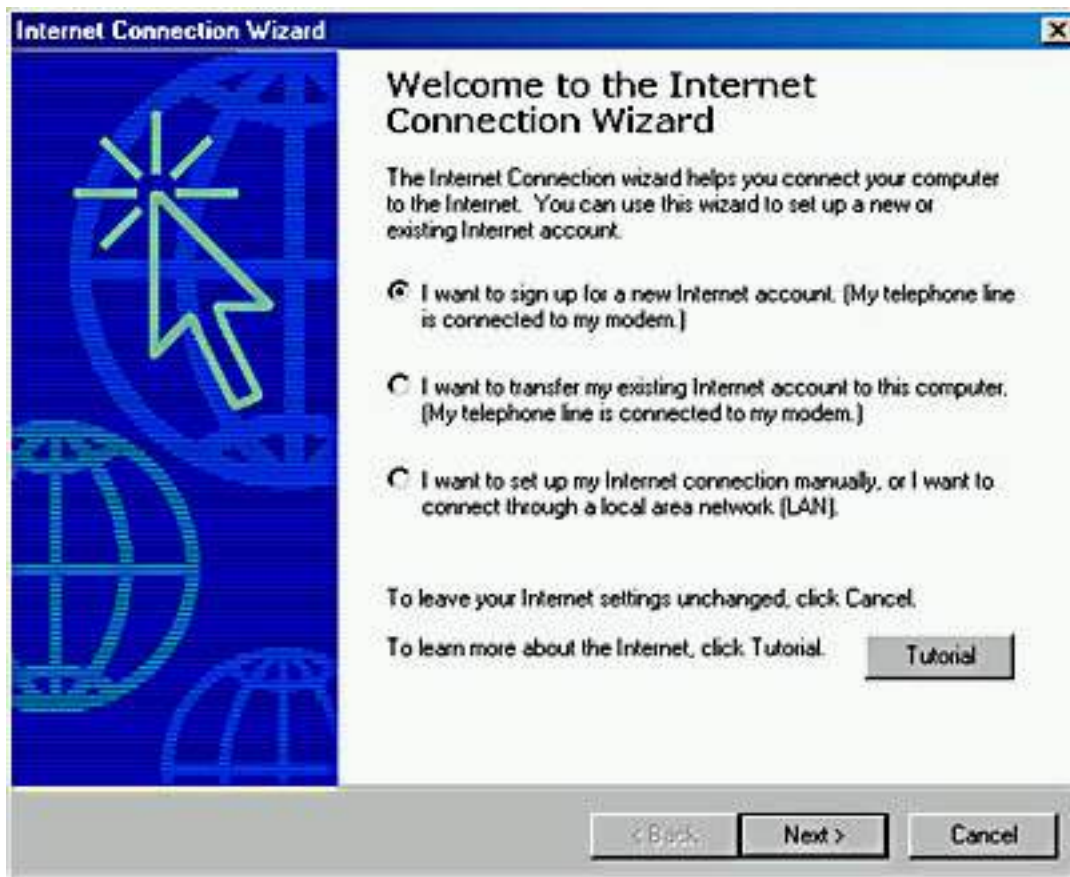 Internet Connection Wizard
Welcome to the Internet
Connection Wizard
The Internet Connection wizard helps you connect your computer
to the Internet. You can use this wizard to set up a new or
existing Internet account.
I want to sign up for a new Internet account. (My telephone line
is connected to my modem.)
I want to transfer my existing Internet account to this computer.
(My telephone line is connected to my modem.)
I want to set up my Internet connection manually, or I want to
connect through a local area network (LAN).
To leave your Internet settings unchanged, click Cancel.
To learn more about the Internet, click Tutorial.
Tutorial
< Back
Next >
Cancel